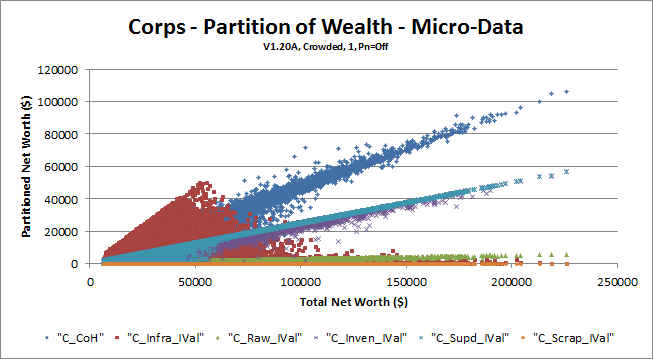 Corps - Partition of Wealth - Micro-Data
V1.20A, Crowded, 1, Pn=Off
Partitioned Net Worth ($)
120000
100000
80000
60000
40000
20000
0
0 50000 100000 150000 200000 250000
Total Net Worth ($)
"C_CoH" "C_Infra_IVal" "C_Raw_IVal" "C_Inven_IVal" "C_Supd_IVal" "C_Scrap_IVal"